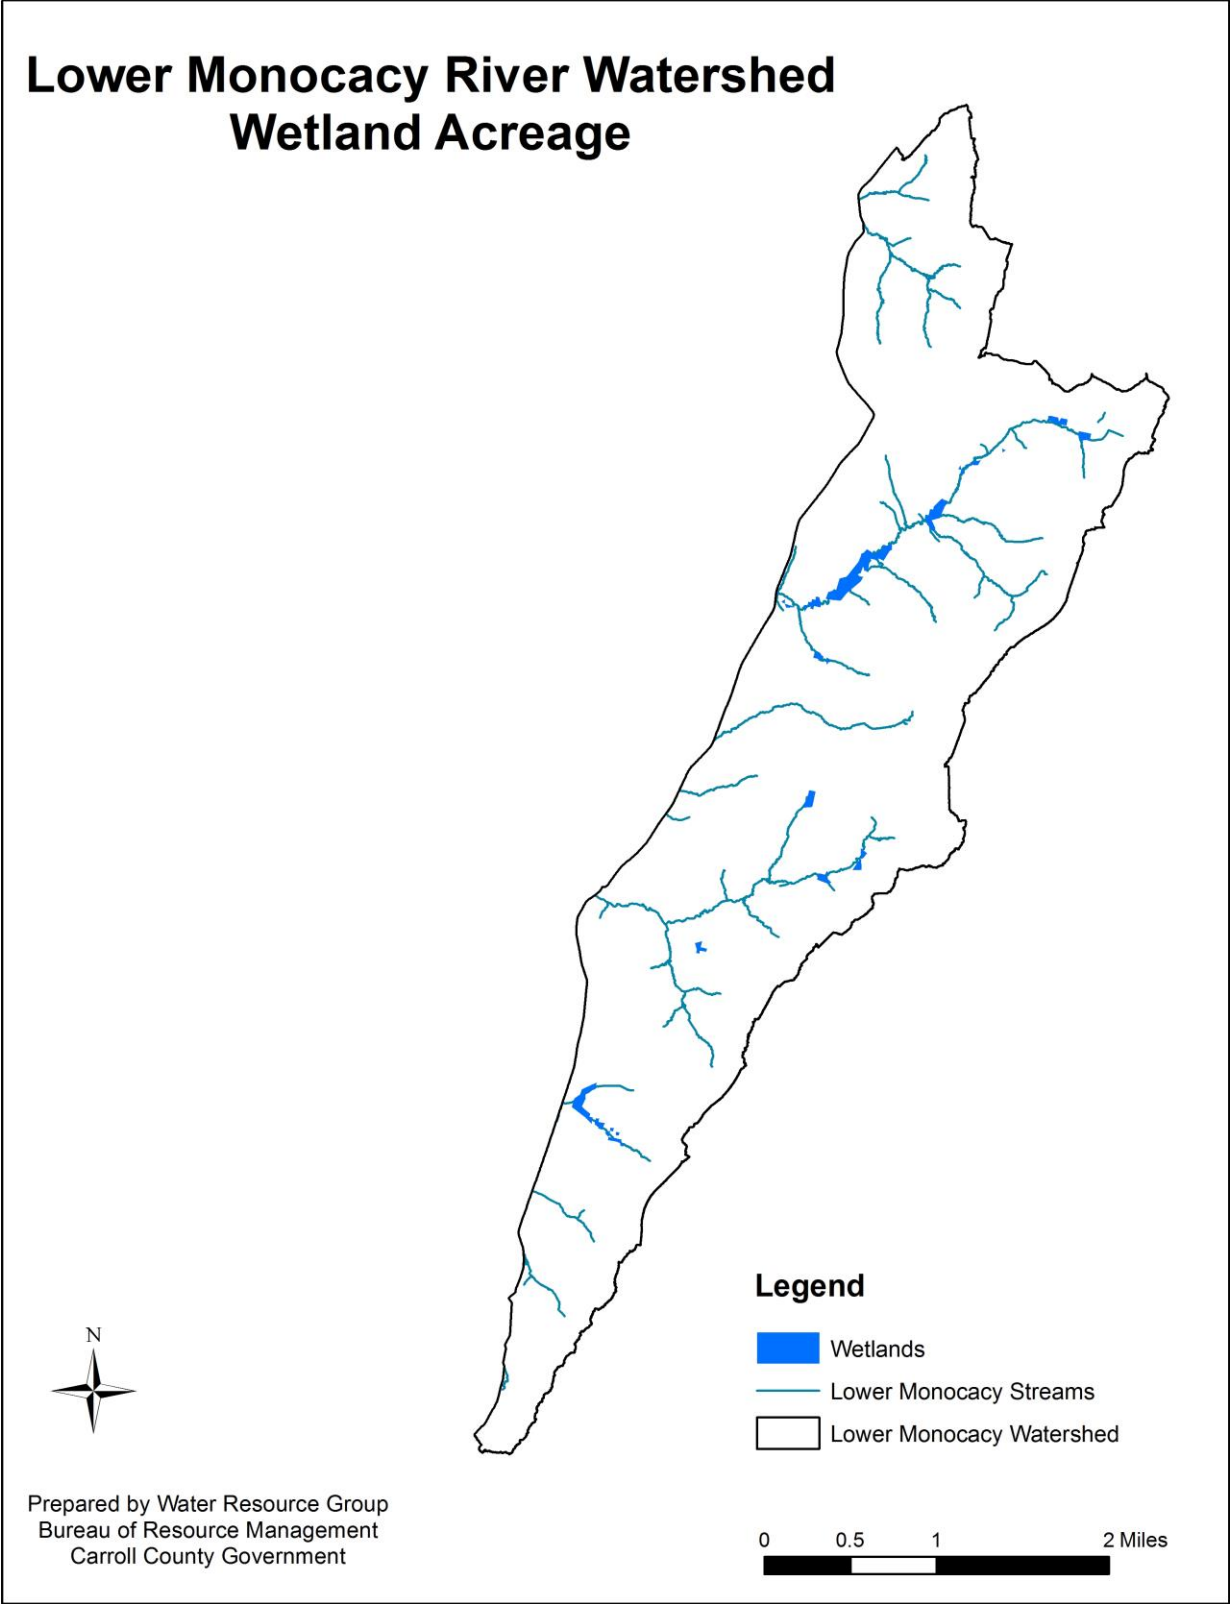 Lower Monocacy River Watershed
Wetland Acreage
Legend
Wetlands
Lower Monocacy Streams
Lower Monocacy Watershed
N
Prepared by Water Resource Group
Bureau of Resource Management
Carroll County Government
0 0.5 1 2 Miles